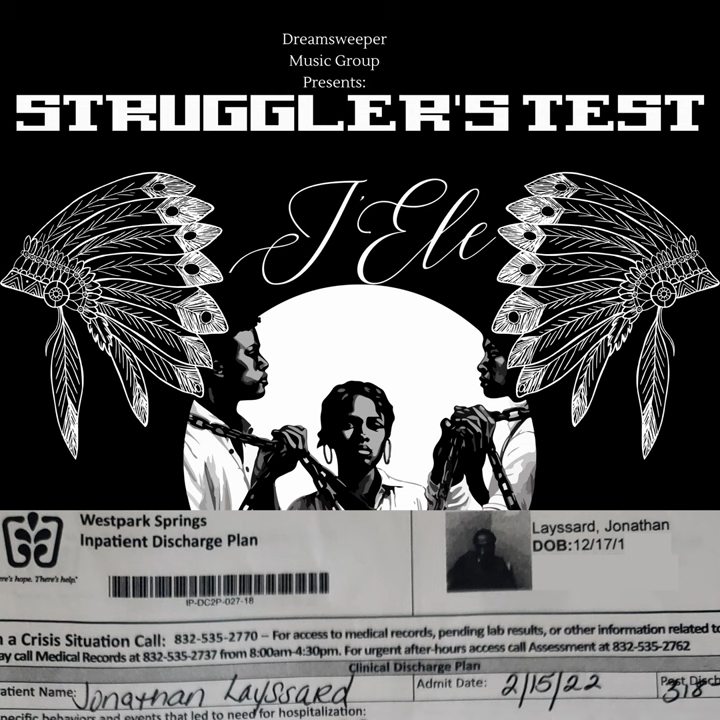 Dreamsweeper
Music Group
Presents:
STRUGGLER'S TEST
J'Ele
Westpark Springs
Inpatient Discharge Plan
ere's hope. There's help.
IP-DC2P-027-18
Layssard, Jonathan
DOB:12/17/1
n a Crisis Situation Call: 832-535-2770 – For access to medical records, pending lab results, or other information related to
ay call Medical Records at 832-535-2737 from 8:00am-4:30pm. For urgent after-hours access call Assessment at 832-535-2762
Clinical Discharge Plan
atient Name: Jonathan Layssard Admit Date: 2/15/22
pecific behaviors and events that led to need for hospitalization: